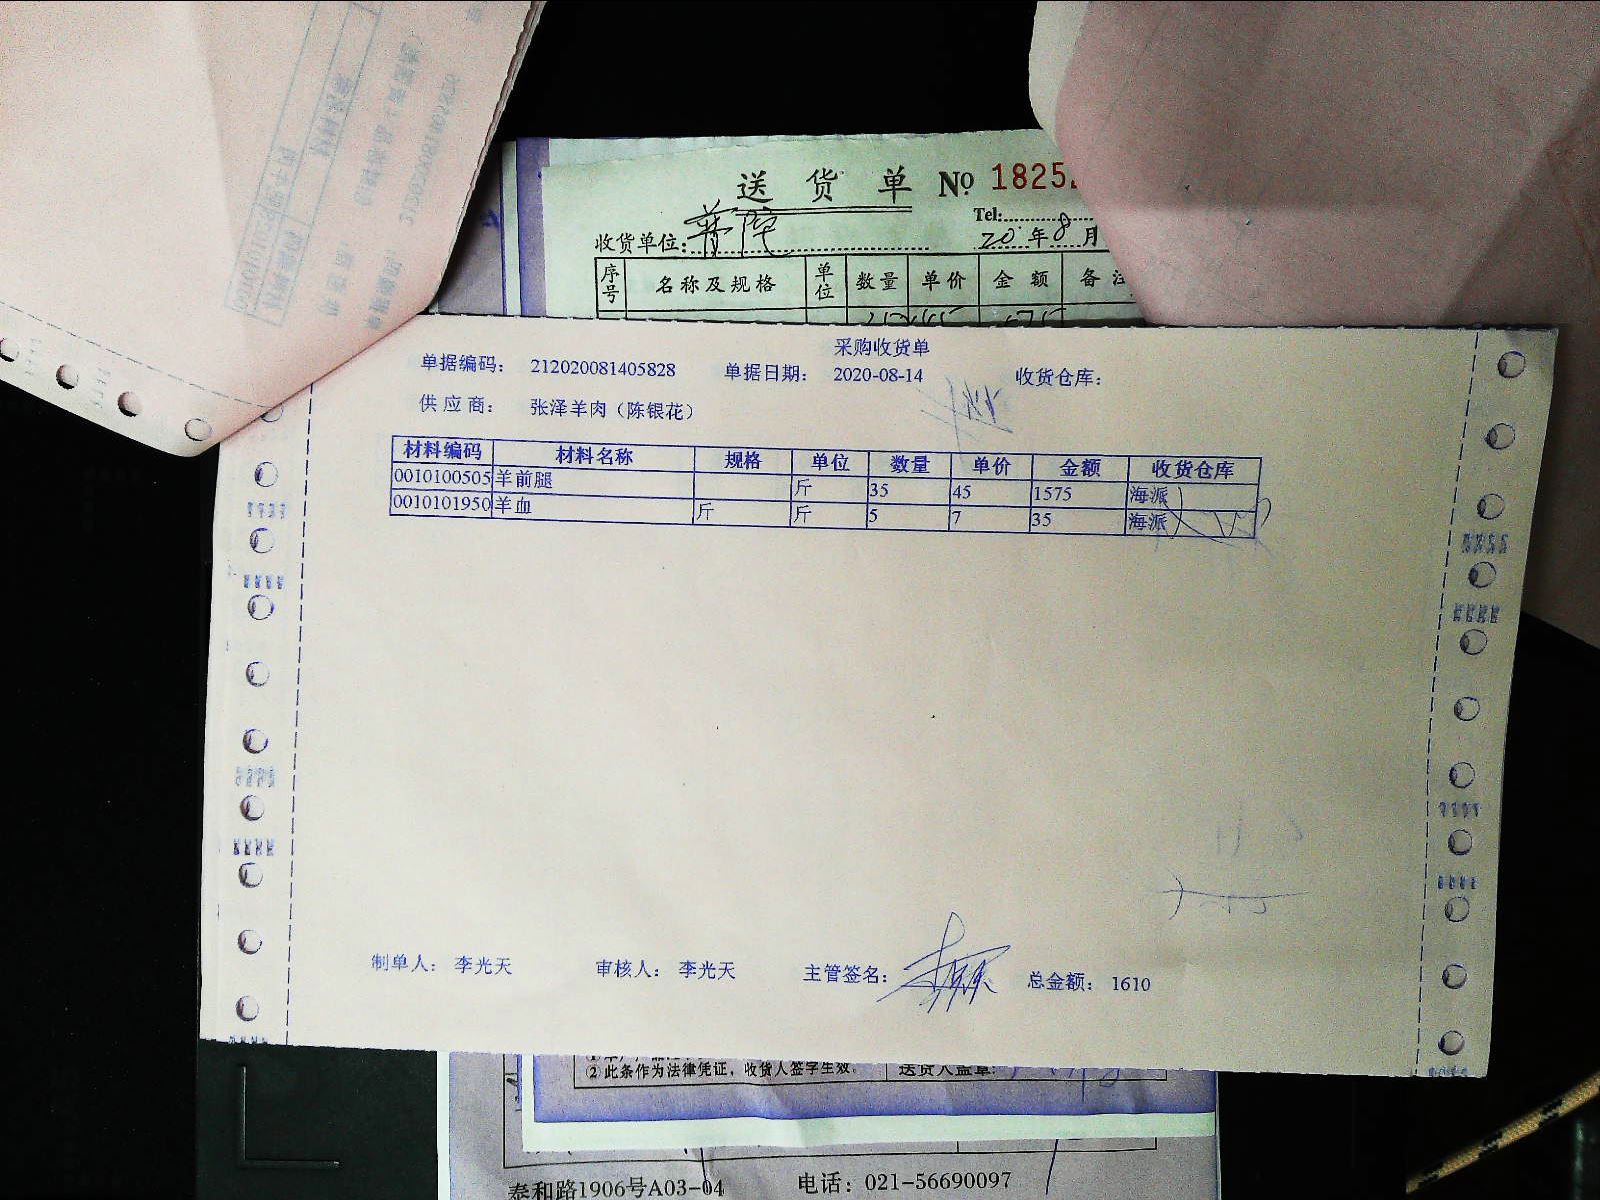 送 货 单 № 1825
Tel:
收货单位: 普陀 20年8月
序号 名称及规格 单位 数量 单价 金 额 备 注
采购收货单
单据编码: 212020081405828 单据日期: 2020-08-14 收货仓库:
供 应 商: 张泽羊肉（陈银花）
材料编码 材料名称 规格 单位 数量 单价 金额 收货仓库
0010100505 羊前腿 斤 35 45 1575 海派
0010101950 羊血 斤 斤 5 7 35 海派
制单人: 李光天 审核人: 李光天 主管签名: 总金额: 1610
② 此条作为法律凭证，收货人签字生效。 送货人盖章:
泰和路1906号A03-04 电话: 021-56690097